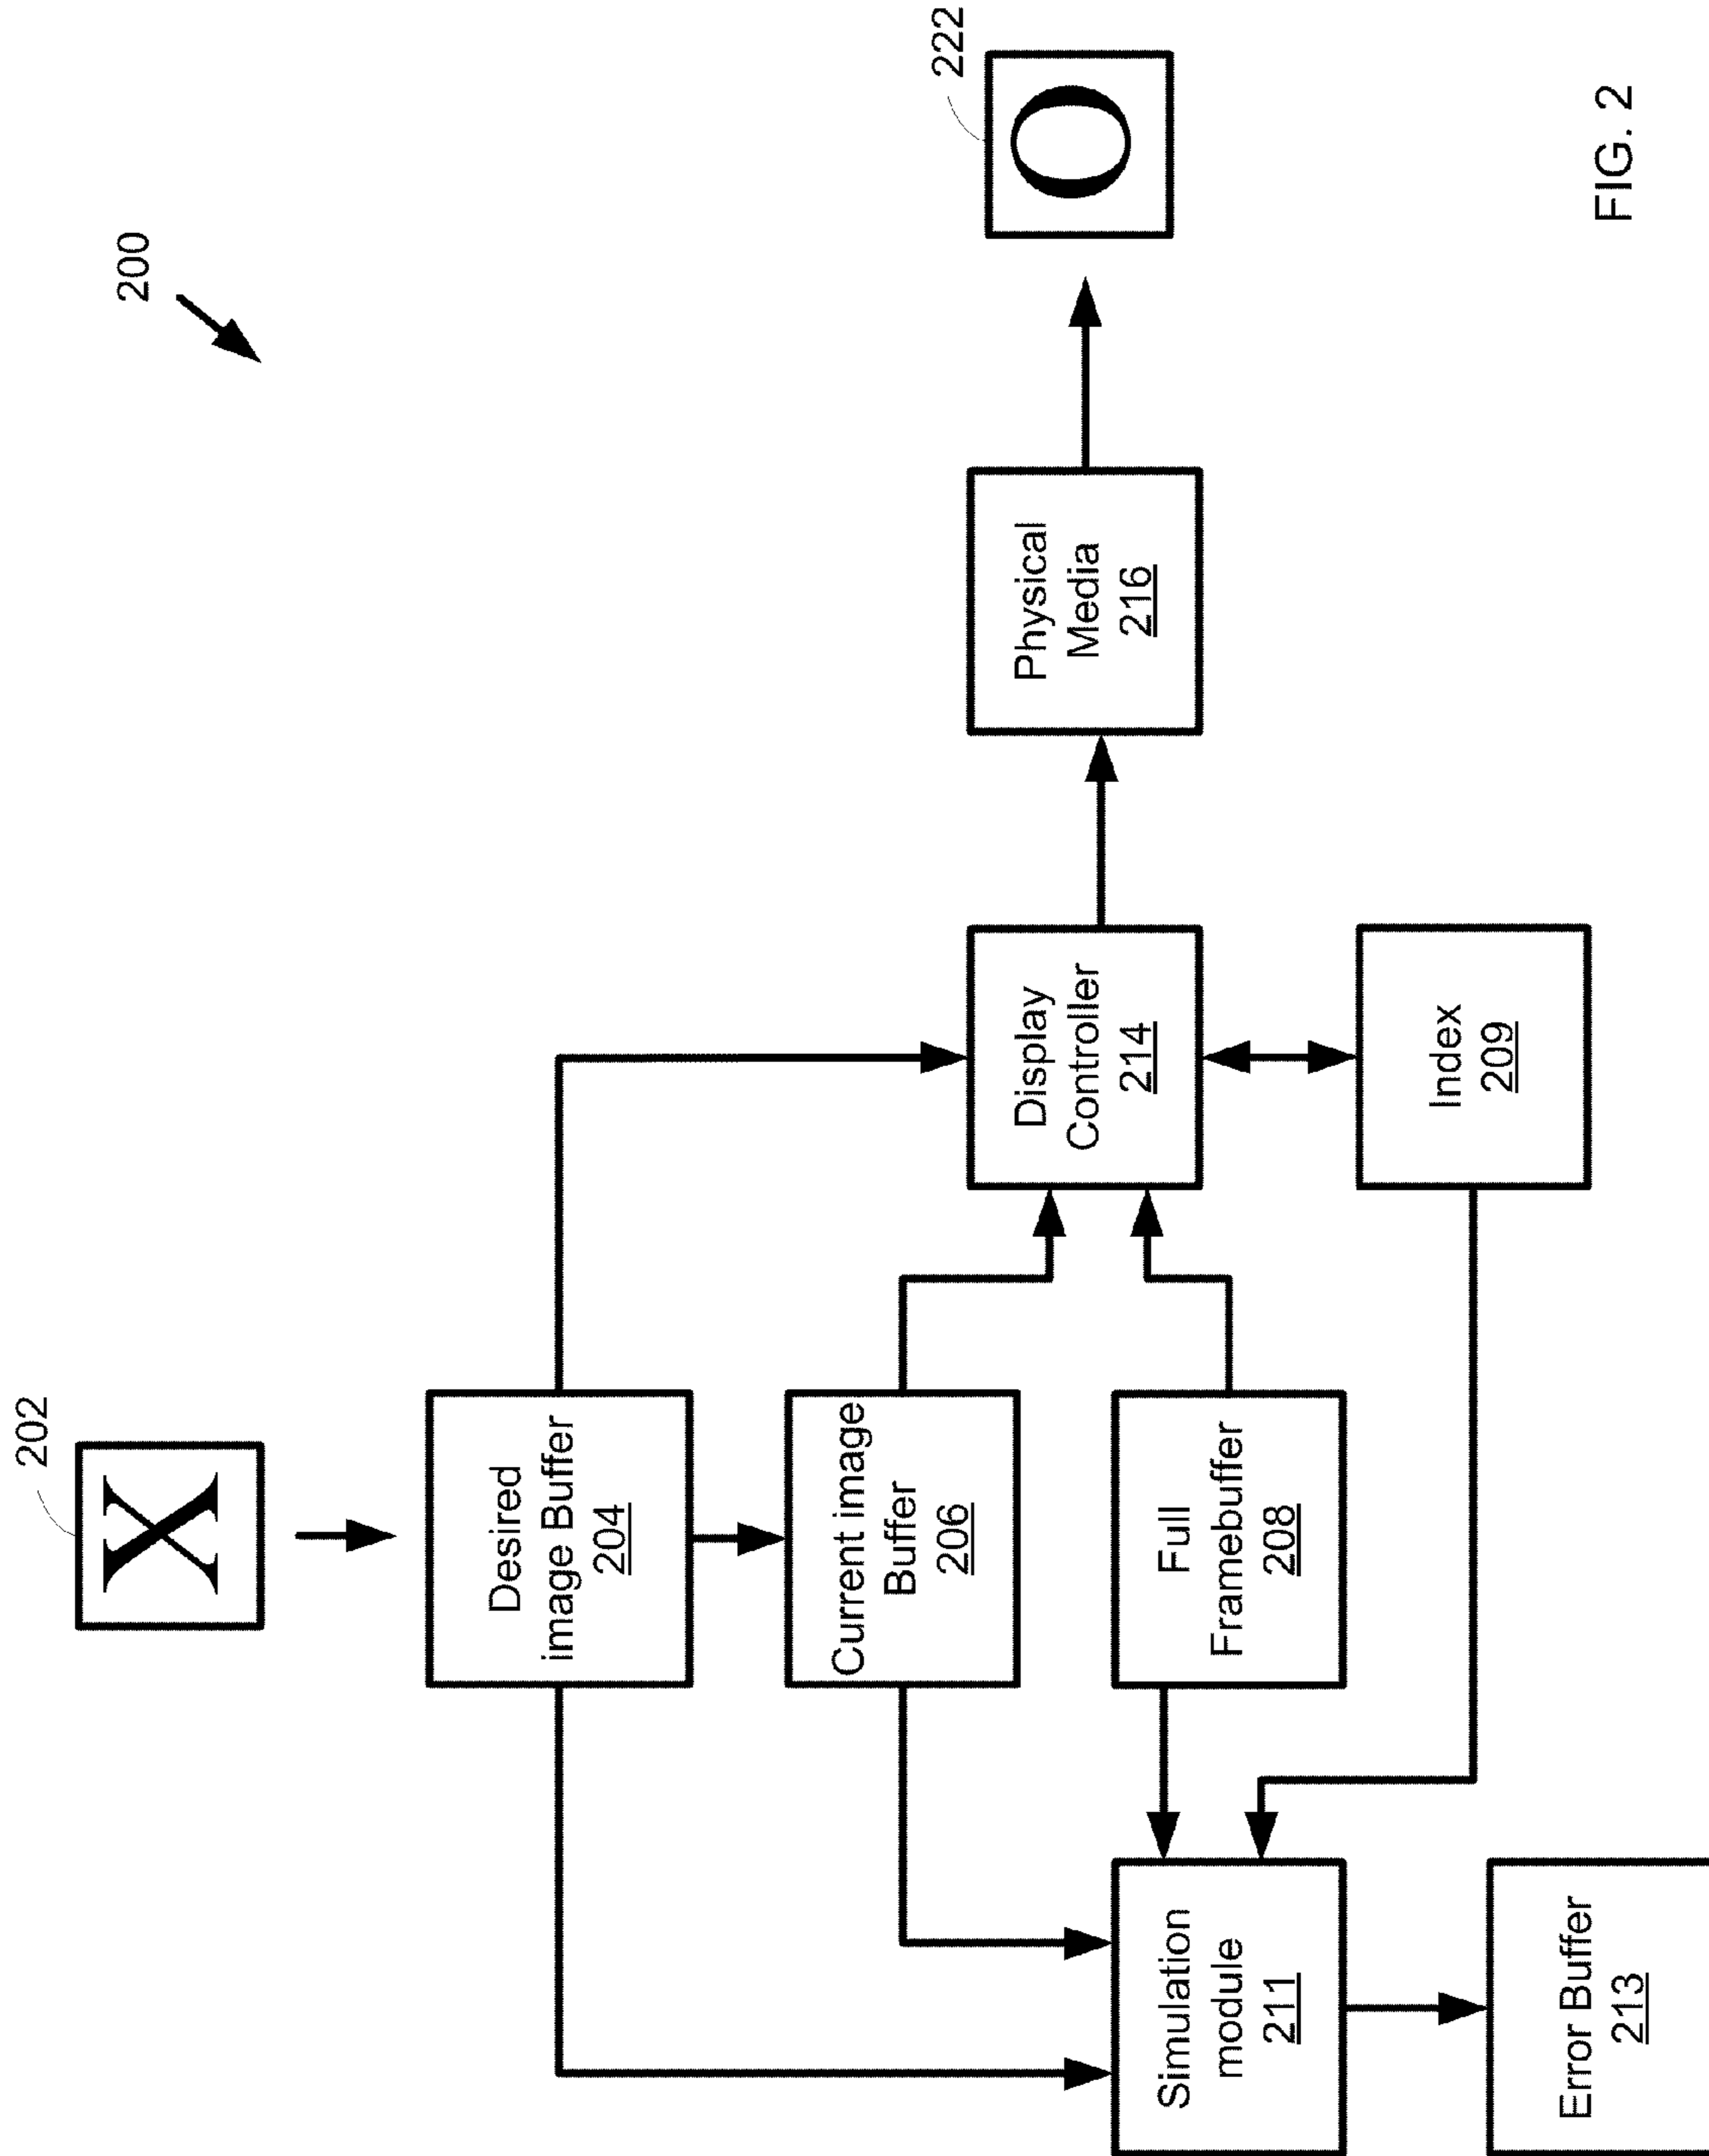 202
X
200
Desired
image Buffer
204
Current image
Buffer
206
Simulation
module
211
Full
Framebuffer
208
Display
Controller
214
Physical
Media
216
222
O
Error Buffer
213
Index
209
FIG. 2